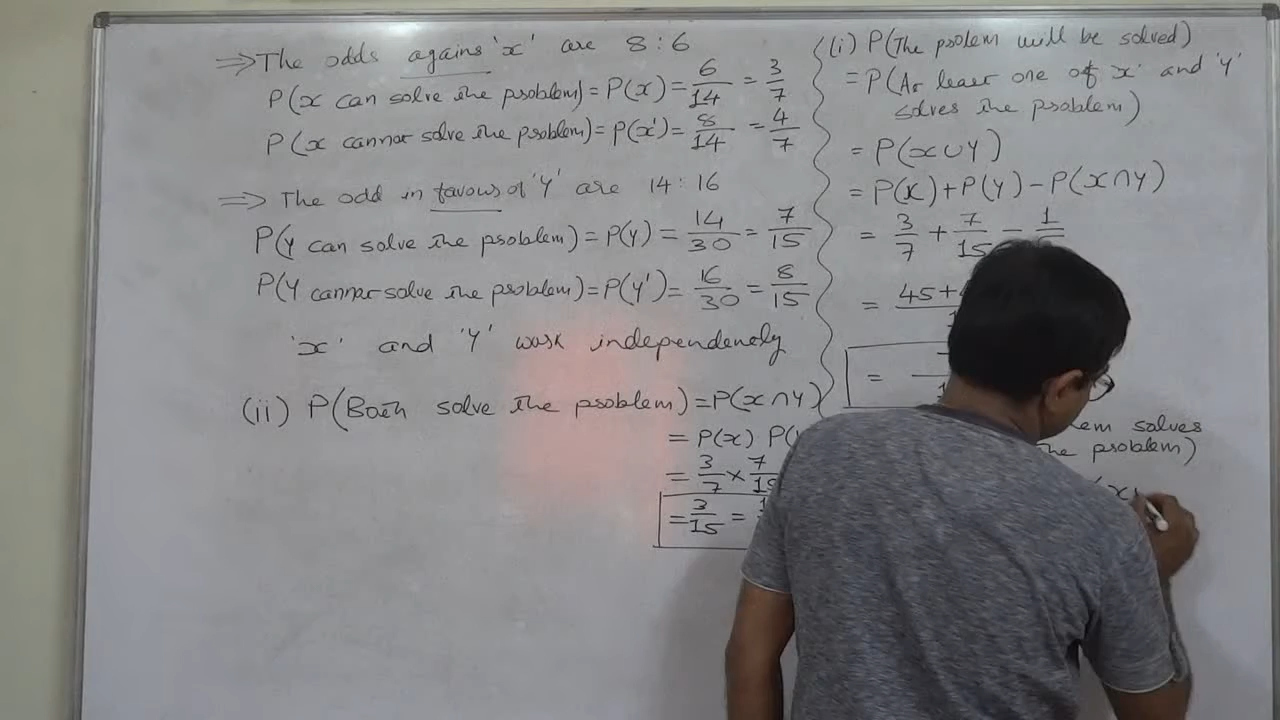 ⇒ The odds agains 'x' are 8 : 6
P(x can solve the problem) = P(x) = 6/14 = 3/7
P(x cannot solve the problem) = P(x') = 8/14 = 4/7
⇒ The odd in favour of 'Y' are 14 : 16
P(Y can solve the problem) = P(Y) = 14/30 = 7/15
P(Y cannot solve the problem) = P(Y') = 16/30 = 8/15
'x' and 'Y' work independenely
(ii) P(Both solve the problem) = P(x∩Y)
= P(x) P(
= 3/7 × 7/15
= 3/15 =
(i) P(The prolem will be solved)
= P(At least one of 'x' and 'Y'
solves the problem)
= P(x∪Y)
= P(x) + P(Y) - P(x∩Y)
= 3/7 + 7/15 - 1/
= 45+
=
solves
the problem)
(x